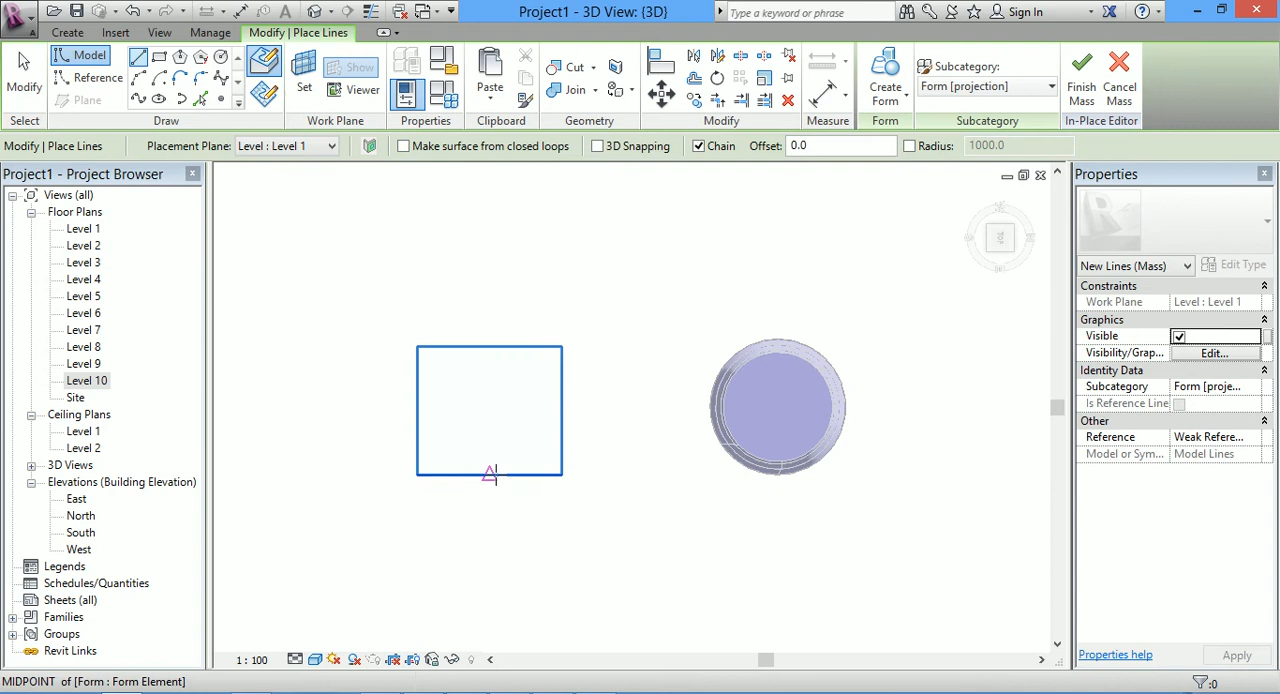 Project1 - 3D View: {3D}
Type a keyword or phrase
Sign In
Create Insert View Manage Modify | Place Lines
Modify
Model
Reference
Plane
Set
Show
Viewer
Paste
Cut
Join
Create Form
Subcategory:
Form [projection]
Finish Mass
Cancel Mass
Select Draw Work Plane Properties Clipboard Geometry Modify Measure Form Subcategory In-Place Editor
Modify | Place Lines Placement Plane: Level : Level 1 Make surface from closed loops 3D Snapping Chain Offset: 0.0 Radius: 1000.0
Project1 - Project Browser
Views (all)
Floor Plans
Level 1
Level 2
Level 3
Level 4
Level 5
Level 6
Level 7
Level 8
Level 9
Level 10
Site
Ceiling Plans
Level 1
Level 2
3D Views
Elevations (Building Elevation)
East
North
South
West
Legends
Schedules/Quantities
Sheets (all)
Families
Groups
Revit Links
1 : 100
Properties
New Lines (Mass) Edit Type
Constraints
Work Plane Level : Level 1
Graphics
Visible
Visibility/Grap... Edit...
Identity Data
Subcategory Form [proje...
Is Reference Line
Other
Reference Weak Refere...
Model or Sym... Model Lines
Properties help Apply
MIDPOINT of [Form : Form Element]
:0